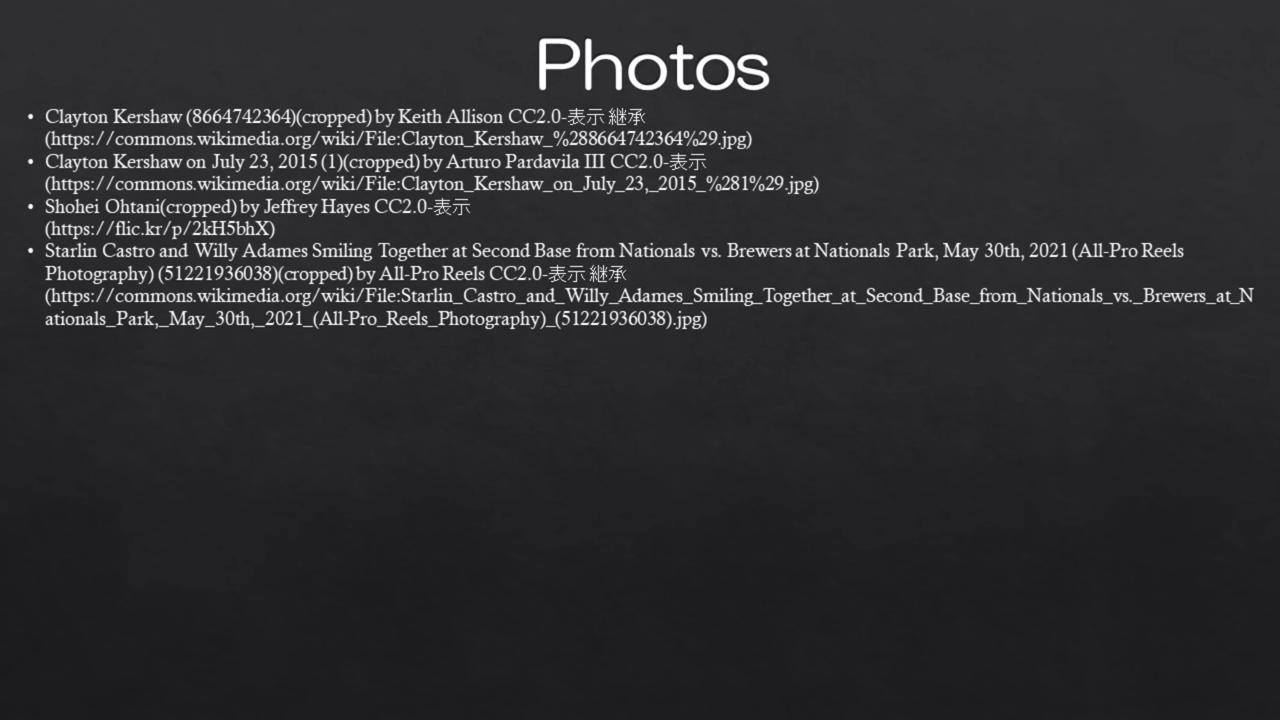 Photos
• Clayton Kershaw (8664742364)(cropped) by Keith Allison CC2.0-表示 継承
(https://commons.wikimedia.org/wiki/File:Clayton_Kershaw_%288664742364%29.jpg)
• Clayton Kershaw on July 23, 2015 (1)(cropped) by Arturo Pardavila III CC2.0-表示
(https://commons.wikimedia.org/wiki/File:Clayton_Kershaw_on_July_23,_2015_%281%29.jpg)
• Shohei Ohtani(cropped) by Jeffrey Hayes CC2.0-表示
(https://flic.kr/p/2kH5bhX)
• Starlin Castro and Willy Adames Smiling Together at Second Base from Nationals vs. Brewers at Nationals Park, May 30th, 2021 (All-Pro Reels
Photography) (51221936038)(cropped) by All-Pro Reels CC2.0-表示 継承
(https://commons.wikimedia.org/wiki/File:Starlin_Castro_and_Willy_Adames_Smiling_Together_at_Second_Base_from_Nationals_vs._Brewers_at_N
ationals_Park,_May_30th,_2021_(All-Pro_Reels_Photography)_(51221936038).jpg)